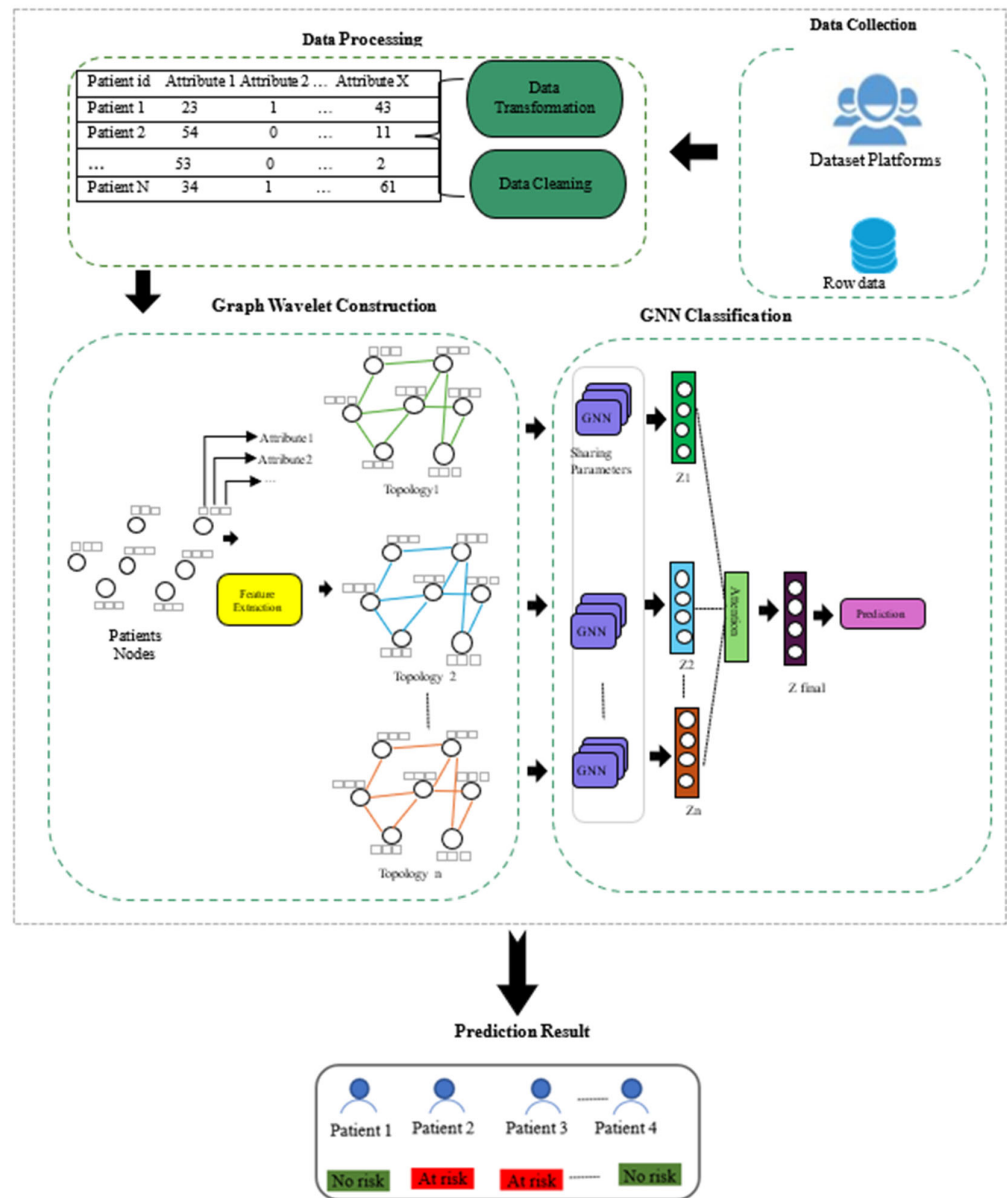 Data Processing
Data Collection
Patient id Attribute 1 Attribute 2 ... Attribute X
Patient 1 23 1 ... 43
Patient 2 54 0 ... 11
... 53 0 ... 2
Patient N 34 1 ... 61
Data
Transformation
Data Cleaning
Dataset Platforms
Row data
Graph Wavelet Construction
GNN Classification
Attribute1
Attribute2
...
Patients
Nodes
Feature
Extraction
Topology1
Topology 2
Topology n
GNN
Sharing
Parameters
GNN
GNN
Z1
Z2
Zn
Attention
Z final
Prediction
Prediction Result
Patient 1
Patient 2
Patient 3
Patient 4
No risk
At risk
At risk
No risk